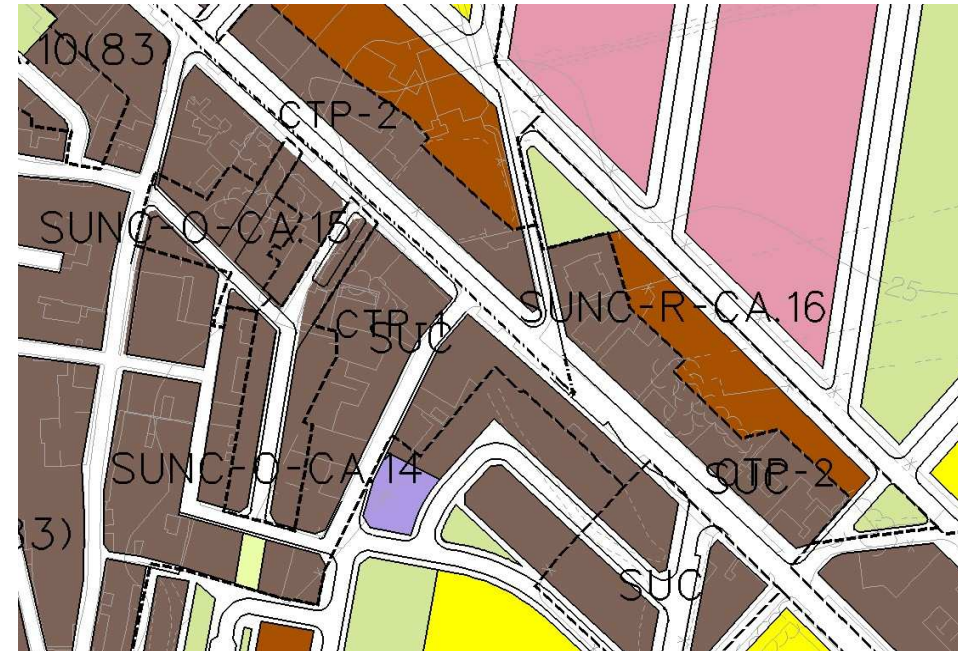 .10(83)
CTP-2
SUNC-O-CA.15
25
SUNC-R-CA.16
CTP-1
SUC
SUNC-O-CA.14
SUC
CTP-2
83)
SUC